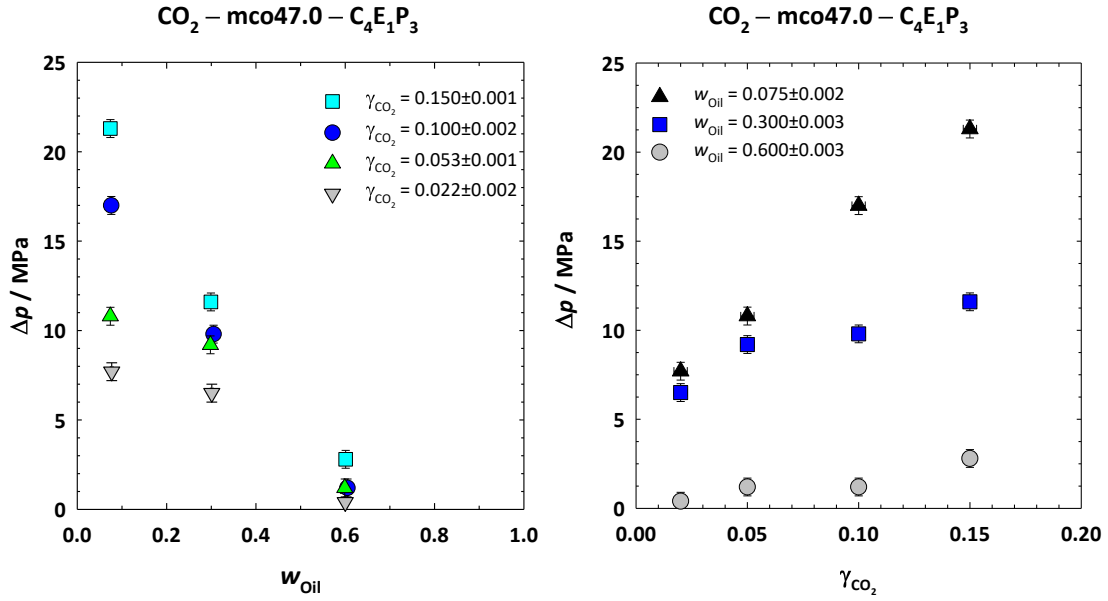 CO₂ – mco47.0 – C₄E₁P₃
25
20
15
10
5
0
Δp / MPa
γCO₂ = 0.150±0.001
γCO₂ = 0.100±0.002
γCO₂ = 0.053±0.001
γCO₂ = 0.022±0.002
0.0 0.2 0.4 0.6 0.8 1.0
wOil
CO₂ – mco47.0 – C₄E₁P₃
25
20
15
10
5
0
Δp / MPa
wOil = 0.075±0.002
wOil = 0.300±0.003
wOil = 0.600±0.003
0.00 0.05 0.10 0.15 0.20
γCO₂